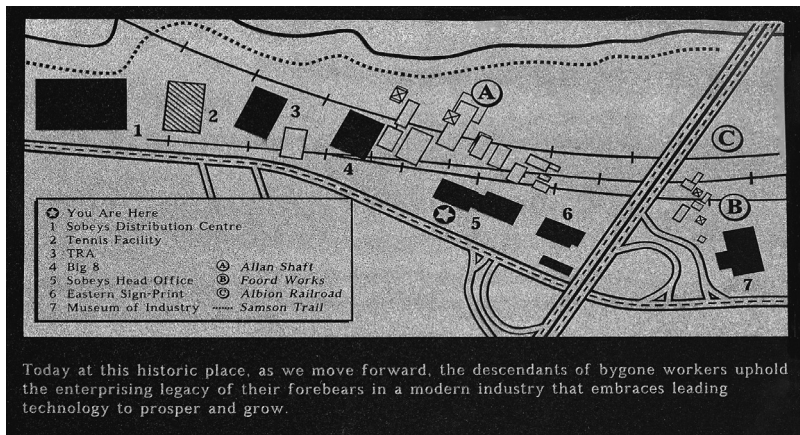 A
C
B
1
2
3
4
5
6
7
✪ You Are Here
1 Sobeys Distribution Centre
2 Tennis Facility
3 TRA
4 Big 8
5 Sobeys Head Office
6 Eastern Sign-Print
7 Museum of Industry
A Allan Shaft
B Foord Works
C Albion Railroad
Samson Trail
Today at this historic place, as we move forward, the descendants of bygone workers uphold
the enterprising legacy of their forebears in a modern industry that embraces leading
technology to prosper and grow.